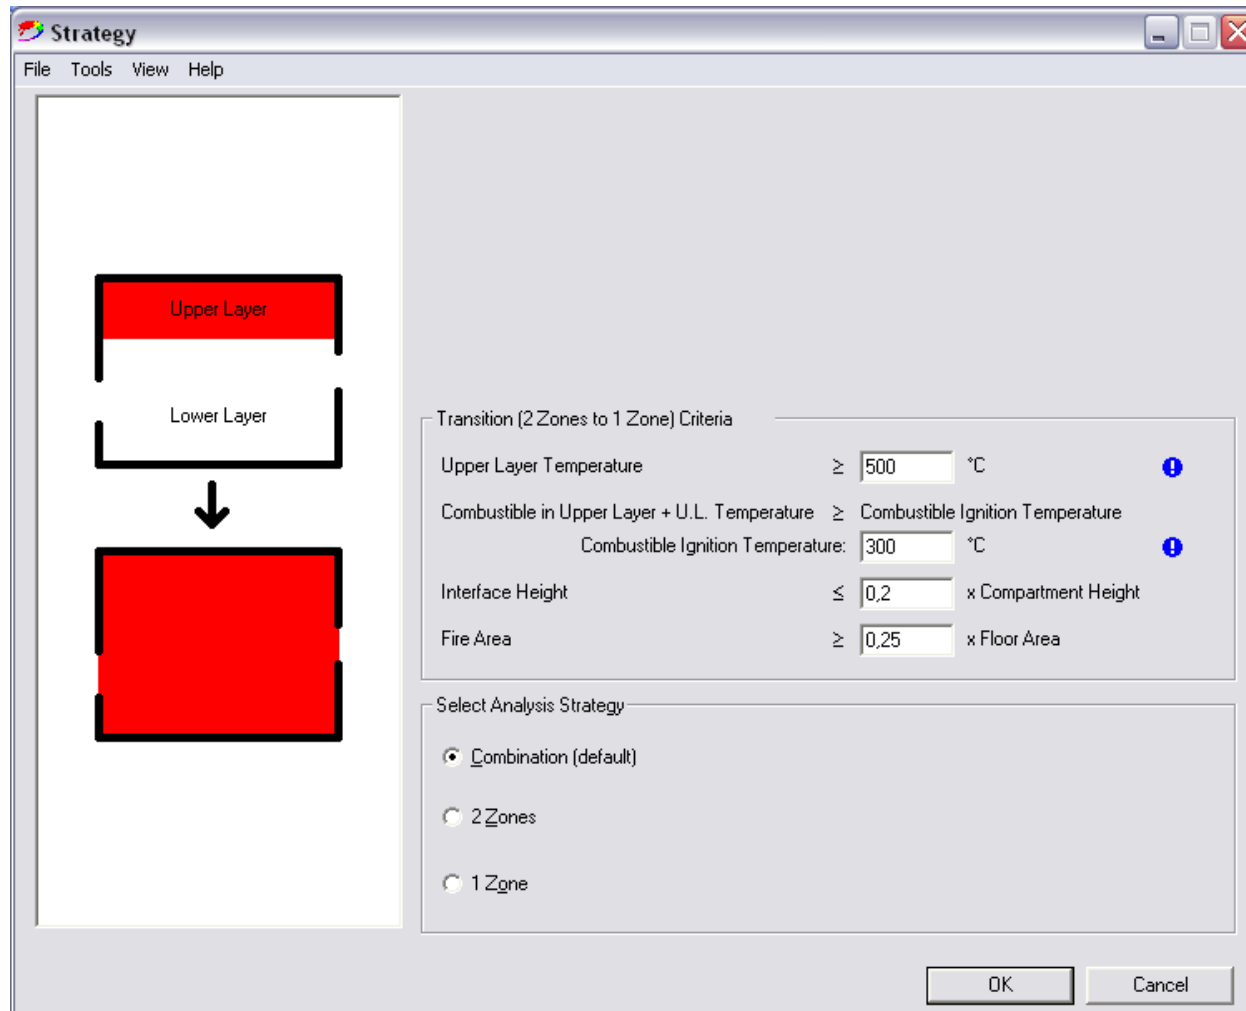 Strategy
File Tools View Help
Upper Layer
Lower Layer
Transition (2 Zones to 1 Zone) Criteria
Upper Layer Temperature ≥ 500 °C
Combustible in Upper Layer + U.L. Temperature ≥ Combustible Ignition Temperature
Combustible Ignition Temperature: 300 °C
Interface Height ≤ 0,2 x Compartment Height
Fire Area ≥ 0,25 x Floor Area
Select Analysis Strategy
Combination (default)
2 Zones
1 Zone
OK Cancel